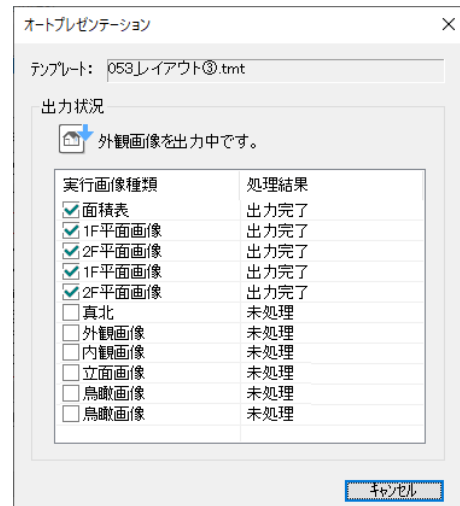 オートプレゼンテーション
テンプレート： 053_レイアウト③.tmt
出力状況
外観画像を出力中です。
実行画像種類 処理結果
面積表 出力完了
1F平面画像 出力完了
2F平面画像 出力完了
1F平面画像 出力完了
2F平面画像 出力完了
真北 未処理
外観画像 未処理
内観画像 未処理
立面画像 未処理
鳥瞰画像 未処理
鳥瞰画像 未処理
キャンセル